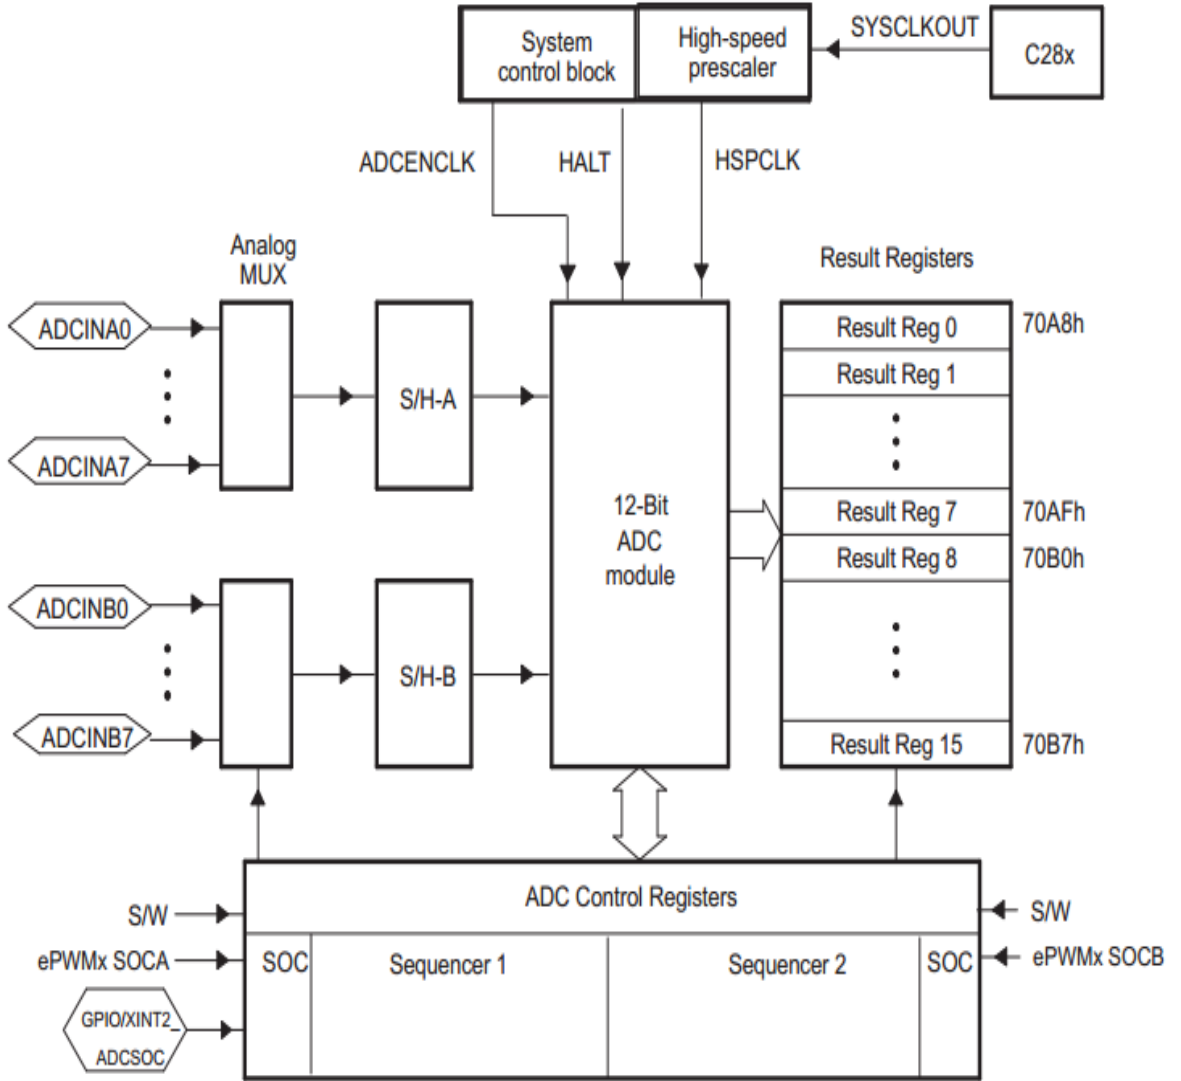 System
control block
High-speed
prescaler
SYSCLKOUT
C28x
ADCENCLK
HALT
HSPCLK
Analog
MUX
Result Registers
ADCINA0
ADCINA7
S/H-A
12-Bit
ADC
module
Result Reg 0
70A8h
Result Reg 1
Result Reg 7
70AFh
Result Reg 8
70B0h
ADCINB0
ADCINB7
S/H-B
Result Reg 15
70B7h
ADC Control Registers
S/W
S/W
ePWMx SOCA
SOC
Sequencer 1
Sequencer 2
SOC
ePWMx SOCB
GPIO/XINT2_
ADCSOC